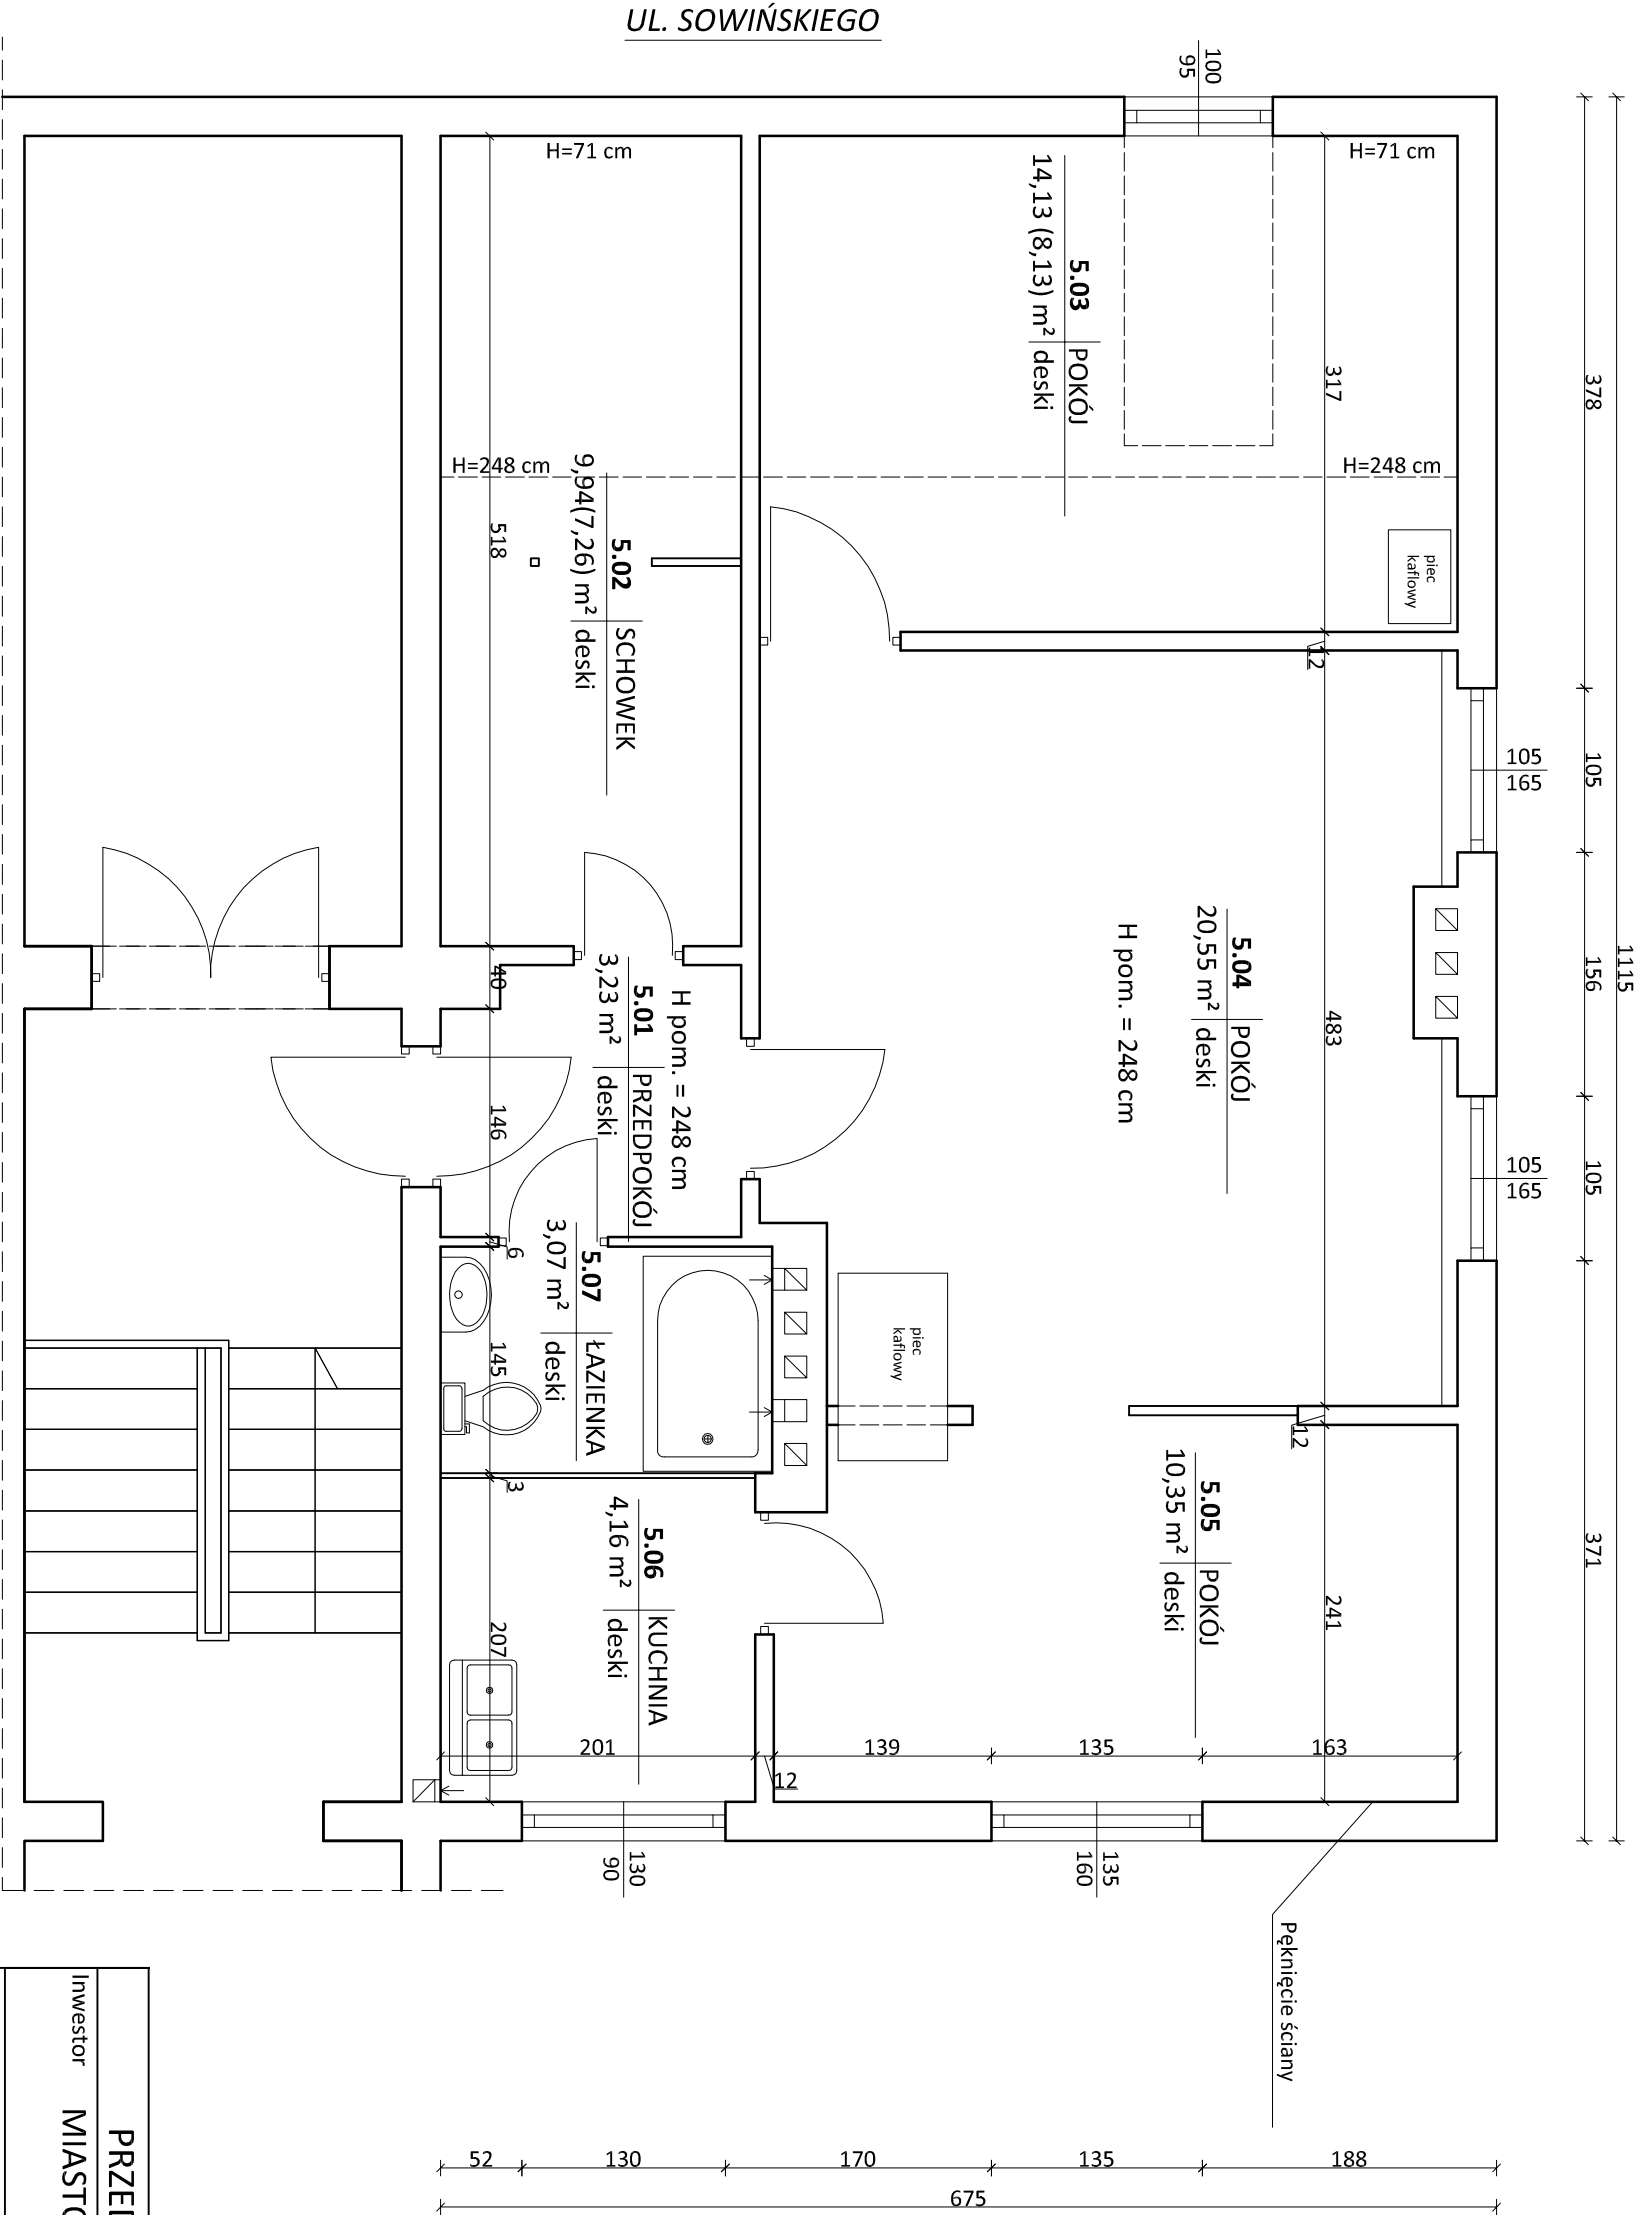 UL. SOWIŃSKIEGO
100
95
H=71 cm
H=71 cm
5.03
POKÓJ
14,13 (8,13) m²
deski
317
378
1115
H=248 cm
H=248 cm
518
5.02
SCHOWEK
9,94(7,26) m²
deski
piec
kaflowy
12
105
165
105
156
5.04
POKÓJ
20,55 m²
deski
H pom. = 248 cm
483
40
5.01
PRZEDPOKÓJ
3,23 m²
deski
H pom. = 248 cm
146
105
165
105
6
5.07
ŁAZIENKA
3,07 m²
deski
145
piec
kaflowy
12
3
5.05
POKÓJ
10,35 m²
deski
241
371
5.06
KUCHNIA
4,16 m²
deski
207
201
12
139
135
163
130
90
135
160
Pęknięcie ściany
52
130
170
135
188
675
Inwestor